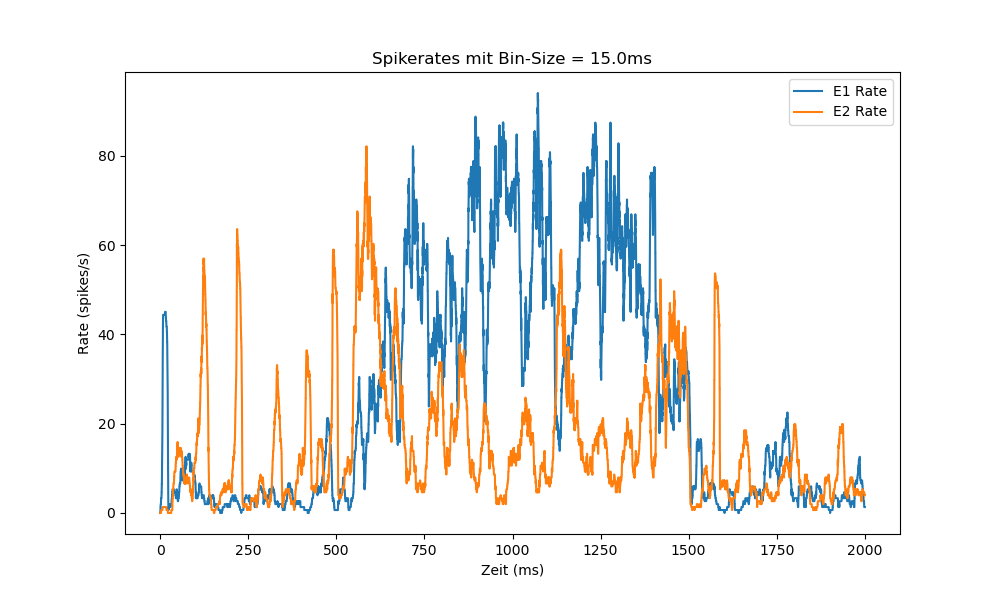 Spikerates mit Bin-Size = 15.0ms
E1 Rate
E2 Rate
Rate (spikes/s)
80
60
40
20
0
0 250 500 750 1000 1250 1500 1750 2000
Zeit (ms)